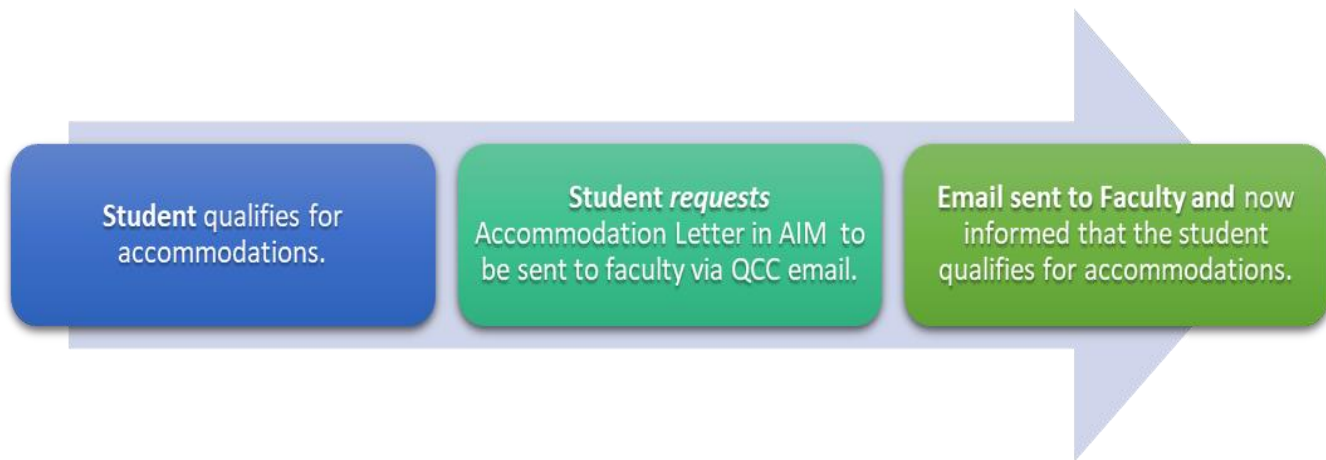 Student qualifies for
accommodations.
Student requests
Accommodation Letter in AIM to
be sent to faculty via QCC email.
Email sent to Faculty and now
informed that the student
qualifies for accommodations.